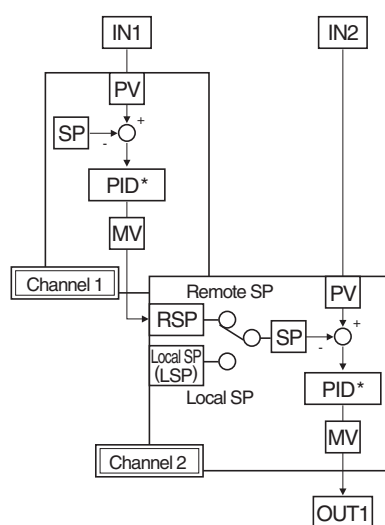 IN1
IN2
PV
+
SP
-
PID*
MV
Channel 1
Remote SP
PV
RSP
+
SP
-
Local SP
(LSP)
Local SP
PID*
MV
Channel 2
OUT1